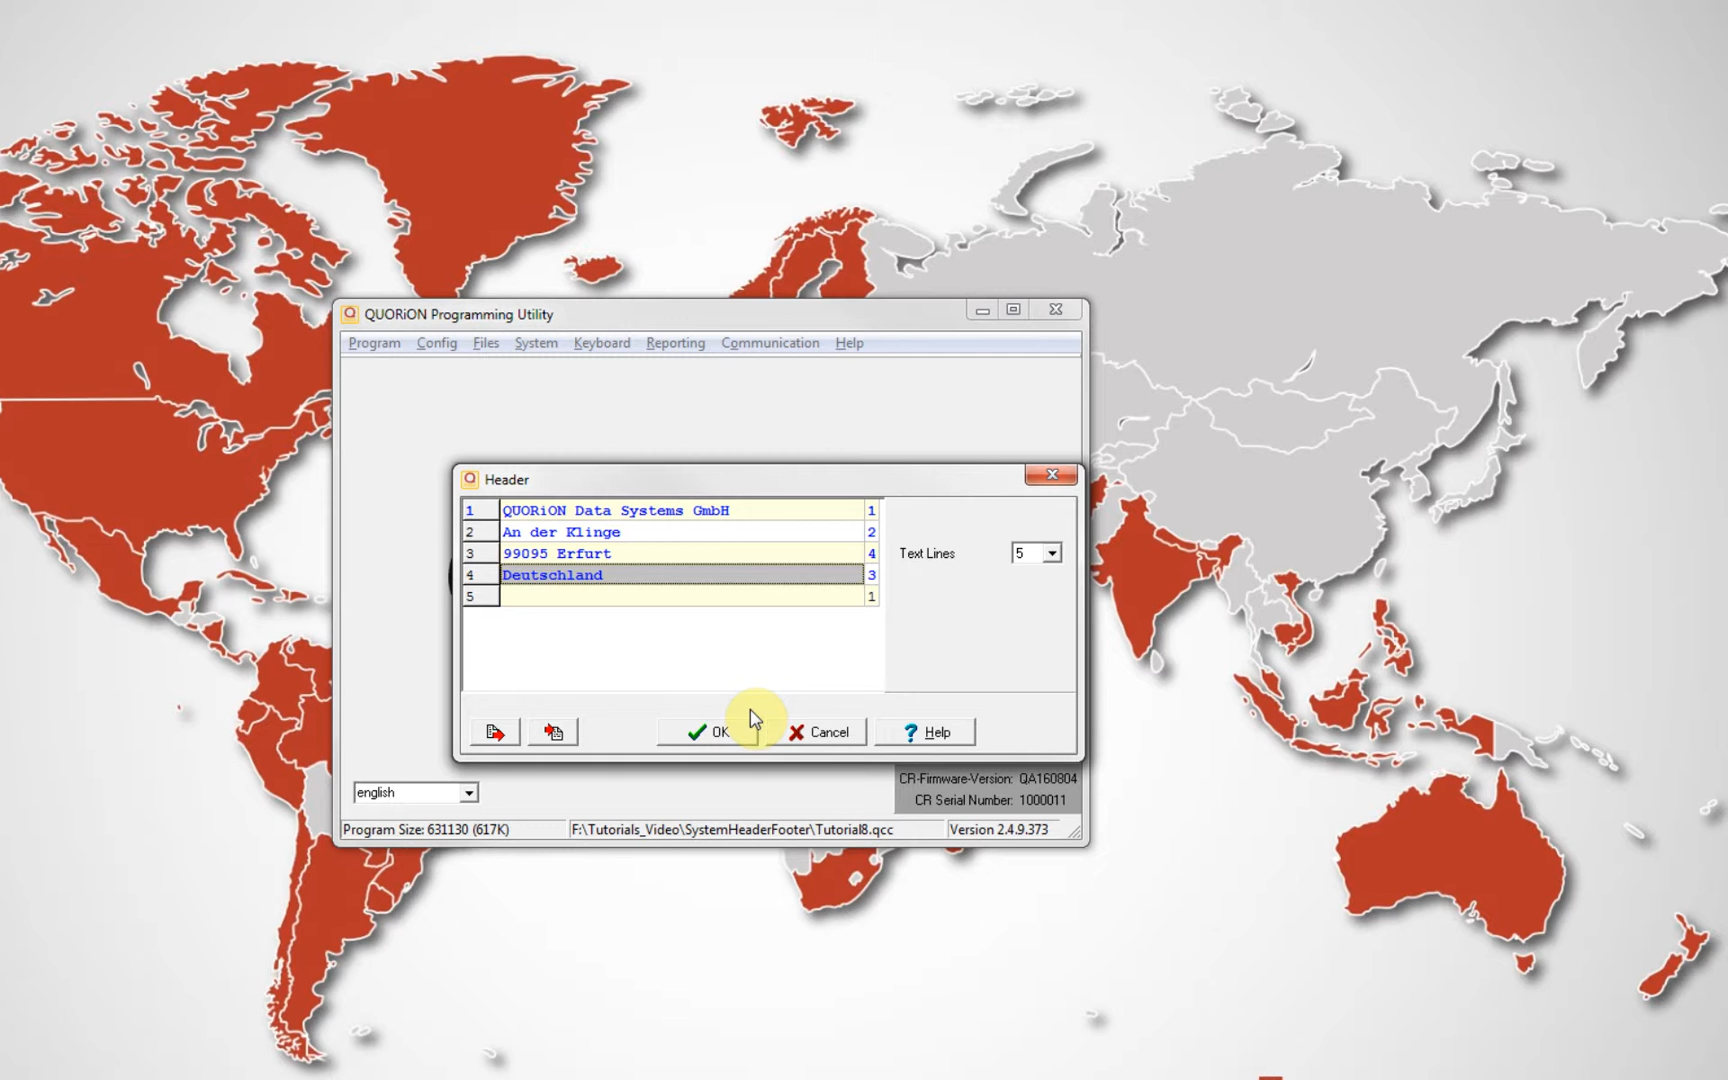 QUORiON Programming Utility
Program Config Files System Keyboard Reporting Communication Help
Header
1 QUORiON Data Systems GmbH 1
2 An der Klinge 2
3 99095 Erfurt 4
4 Deutschland 3
5 1
Text Lines 5
OK Cancel ? Help
CR-Firmware-Version: QA160804
CR Serial Number: 1000011
english
Program Size: 631130 (617K) F:\Tutorials_Video\SystemHeaderFooter\Tutorial8.qcc Version 2.4.9.373